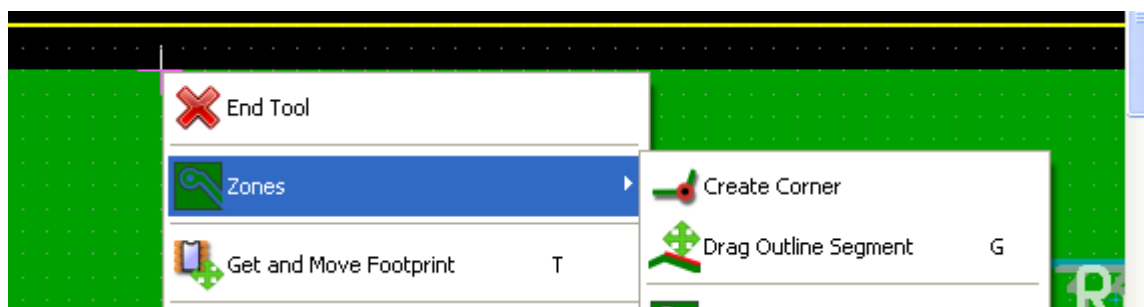 End Tool
Zones
Create Corner
Drag Outline Segment G
Get and Move Footprint T
R